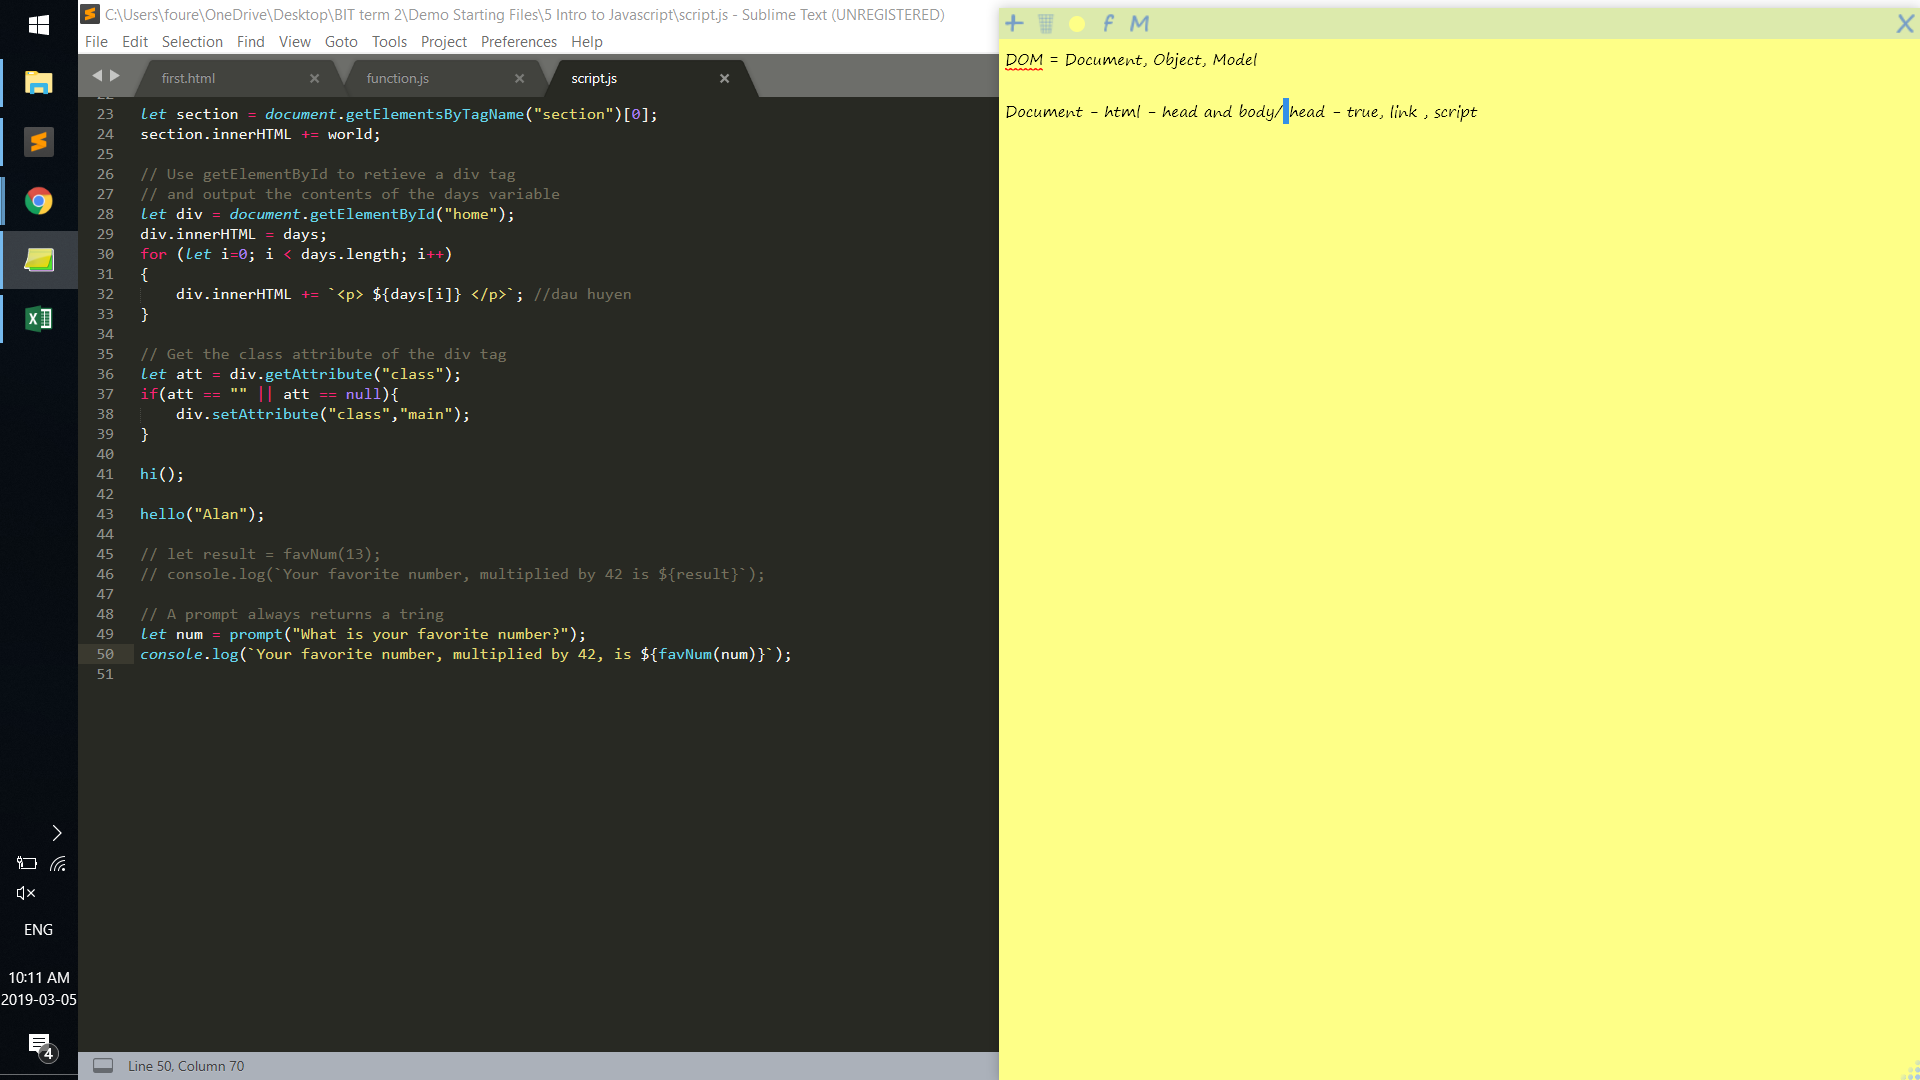 C:\Users\foure\OneDrive\Desktop\BIT term 2\Demo Starting Files\5 Intro to Javascript\script.js - Sublime Text (UNREGISTERED)
File Edit Selection Find View Goto Tools Project Preferences Help
first.html function.js script.js
23 let section = document.getElementsByTagName("section")[0];
24 section.innerHTML += world;
25
26 // Use getElementById to retieve a div tag
27 // and output the contents of the days variable
28 let div = document.getElementById("home");
29 div.innerHTML = days;
30 for (let i=0; i < days.length; i++)
31 {
32 div.innerHTML += `<p> ${days[i]} </p>`; //dau huyen
33 }
34
35 // Get the class attribute of the div tag
36 let att = div.getAttribute("class");
37 if(att == "" || att == null){
38 div.setAttribute("class","main");
39 }
40
41 hi();
42
43 hello("Alan");
44
45 // let result = favNum(13);
46 // console.log(`Your favorite number, multiplied by 42 is ${result}`);
47
48 // A prompt always returns a tring
49 let num = prompt("What is your favorite number?");
50 console.log(`Your favorite number, multiplied by 42, is ${favNum(num)}`);
51
Line 50, Column 70
DOM = Document, Object, Model
Document - html - head and body/ head - true, link , script
ENG
10:11 AM
2019-03-05
4